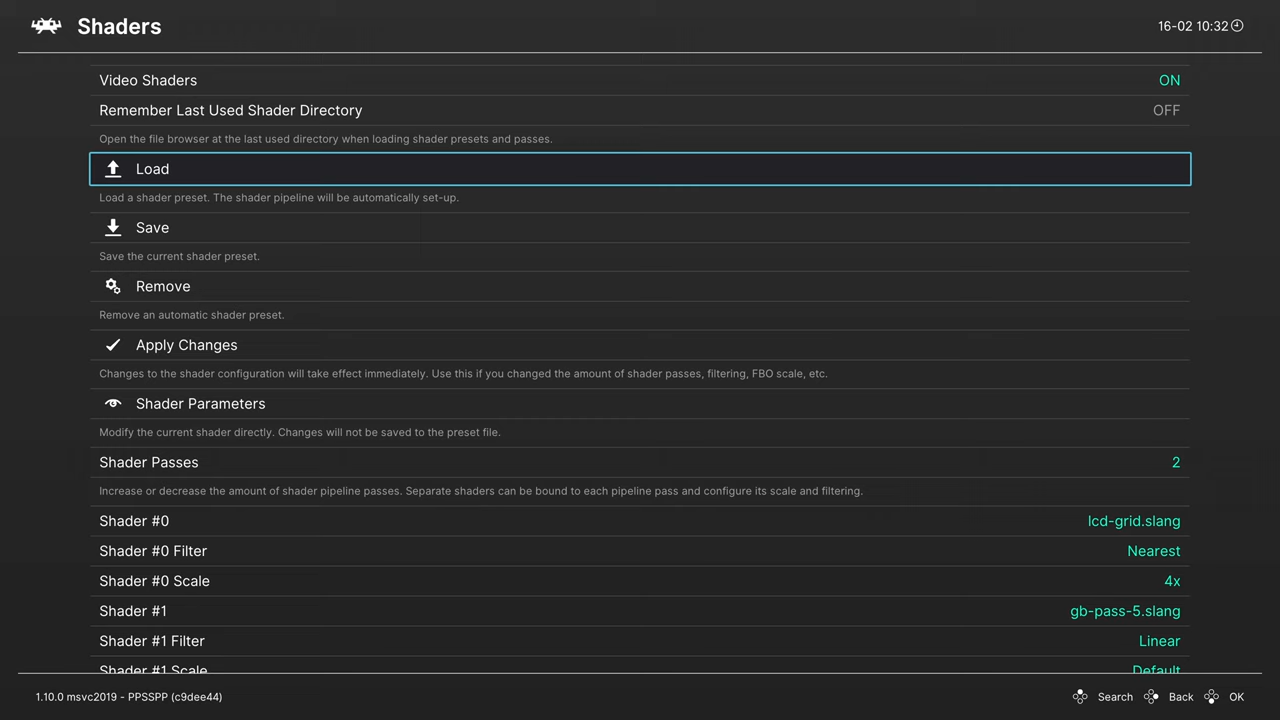 Shaders
16-02 10:32
Video Shaders ON
Remember Last Used Shader Directory OFF
Open the file browser at the last used directory when loading shader presets and passes.
Load
Load a shader preset. The shader pipeline will be automatically set-up.
Save
Save the current shader preset.
Remove
Remove an automatic shader preset.
Apply Changes
Changes to the shader configuration will take effect immediately. Use this if you changed the amount of shader passes, filtering, FBO scale, etc.
Shader Parameters
Modify the current shader directly. Changes will not be saved to the preset file.
Shader Passes 2
Increase or decrease the amount of shader pipeline passes. Separate shaders can be bound to each pipeline pass and configure its scale and filtering.
Shader #0 lcd-grid.slang
Shader #0 Filter Nearest
Shader #0 Scale 4x
Shader #1 gb-pass-5.slang
Shader #1 Filter Linear
Shader #1 Scale Default
1.10.0 msvc2019 - PPSSPP (c9dee44)
Search Back OK